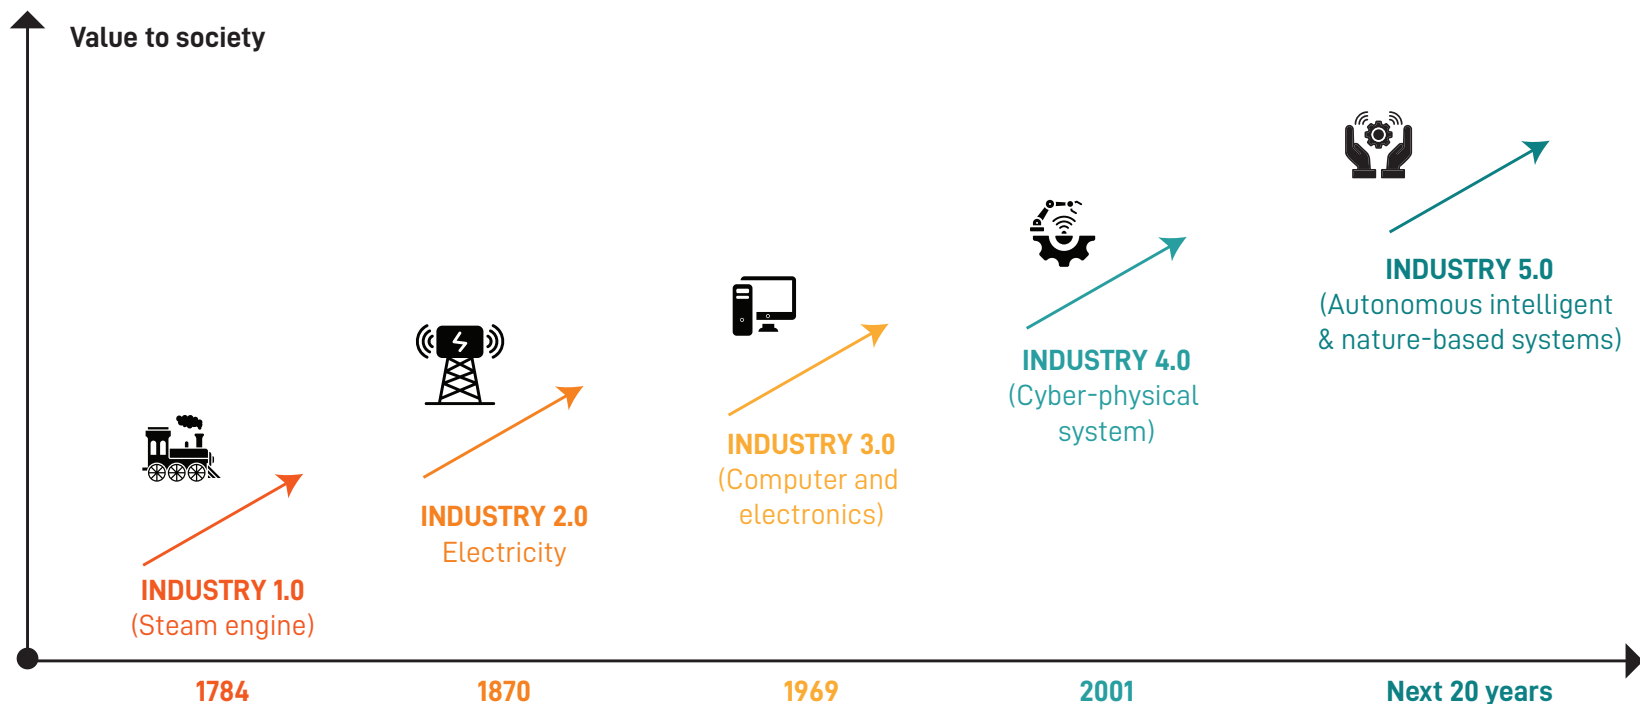 Value to society
INDUSTRY 1.0
(Steam engine)
INDUSTRY 2.0
Electricity
INDUSTRY 3.0
(Computer and
electronics)
INDUSTRY 4.0
(Cyber-physical
system)
INDUSTRY 5.0
(Autonomous intelligent
& nature-based systems)
1784
1870
1969
2001
Next 20 years